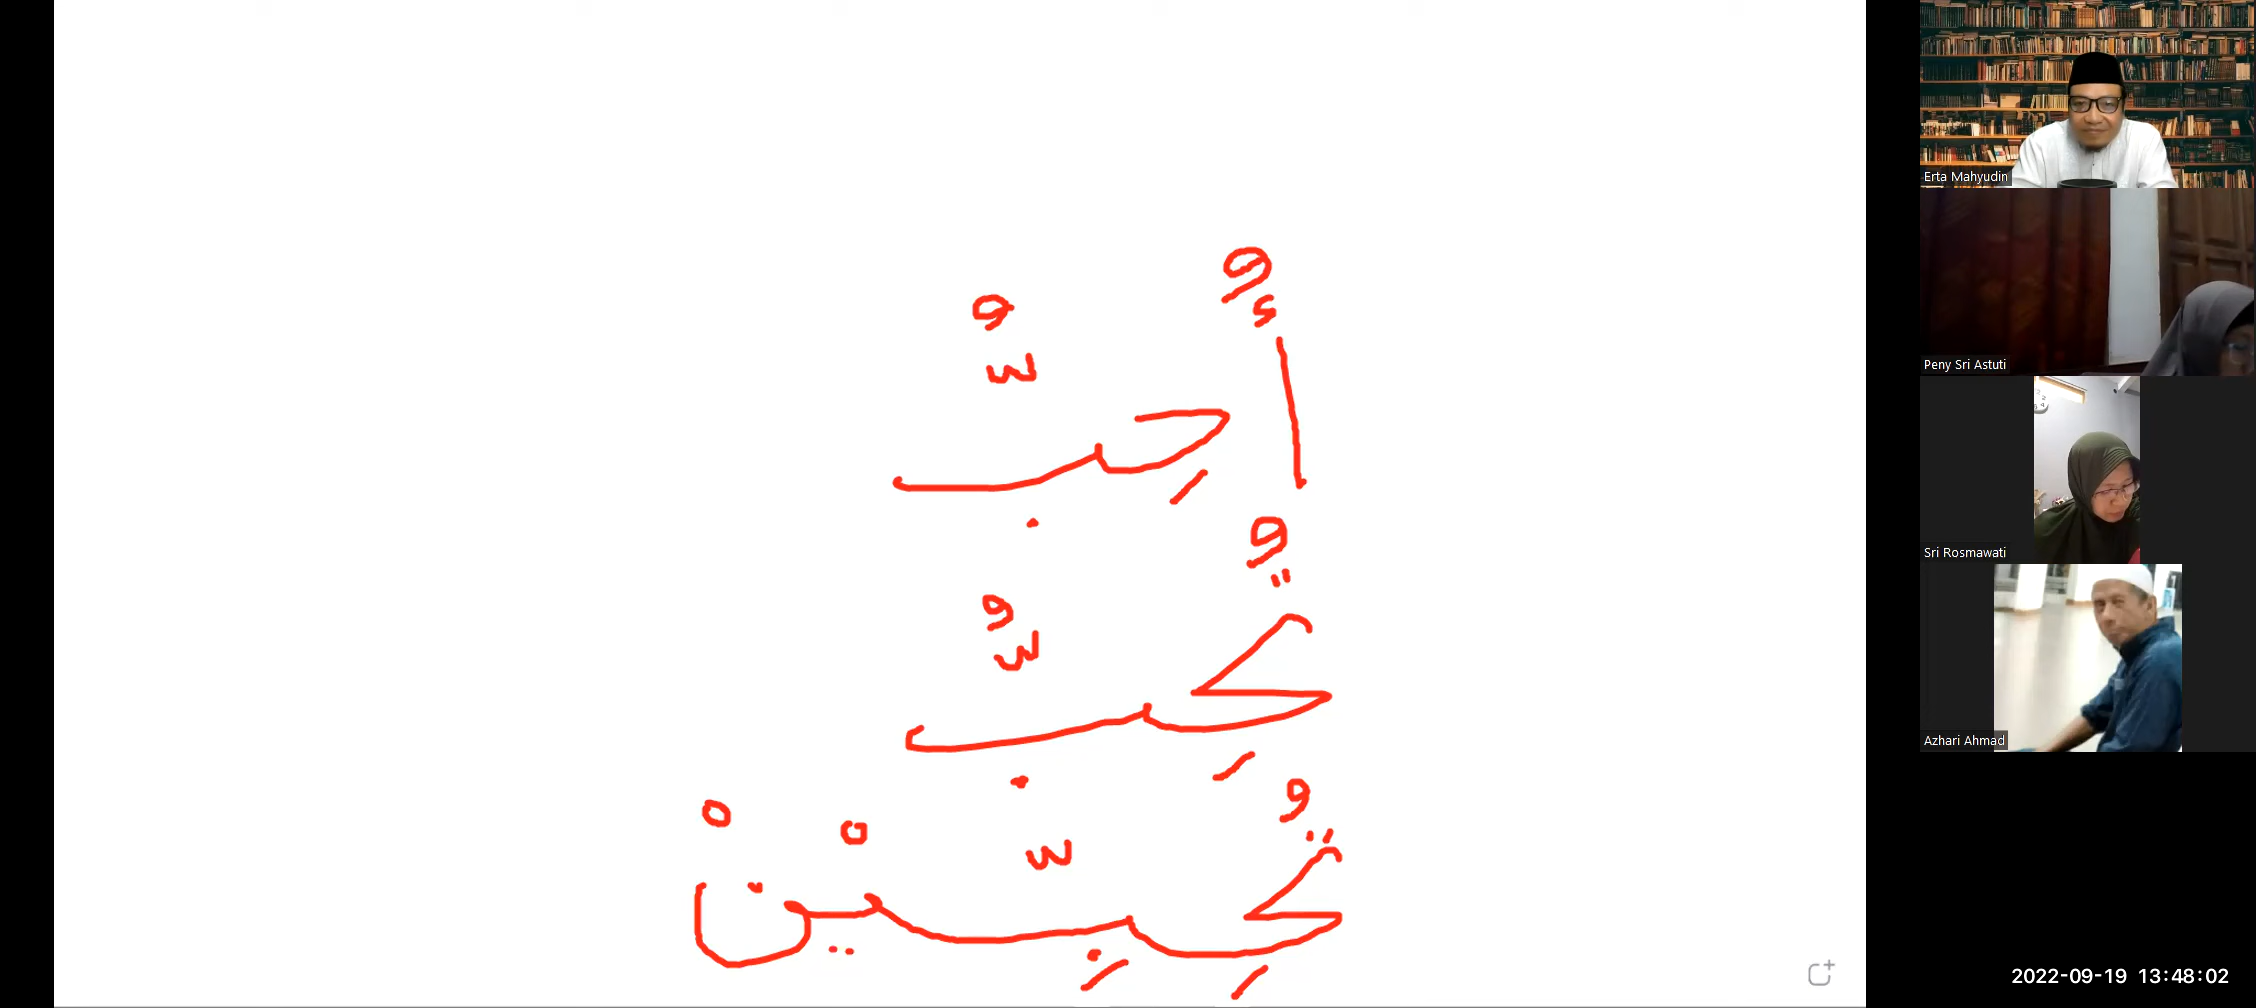 أُحِبُّ
تُحِبُّ
تُحِبِّيْنْ
Erta Mahyudin
Peny Sri Astuti
Sri Rosmawati
Azhari Ahmad
2022-09-19 13:48:02